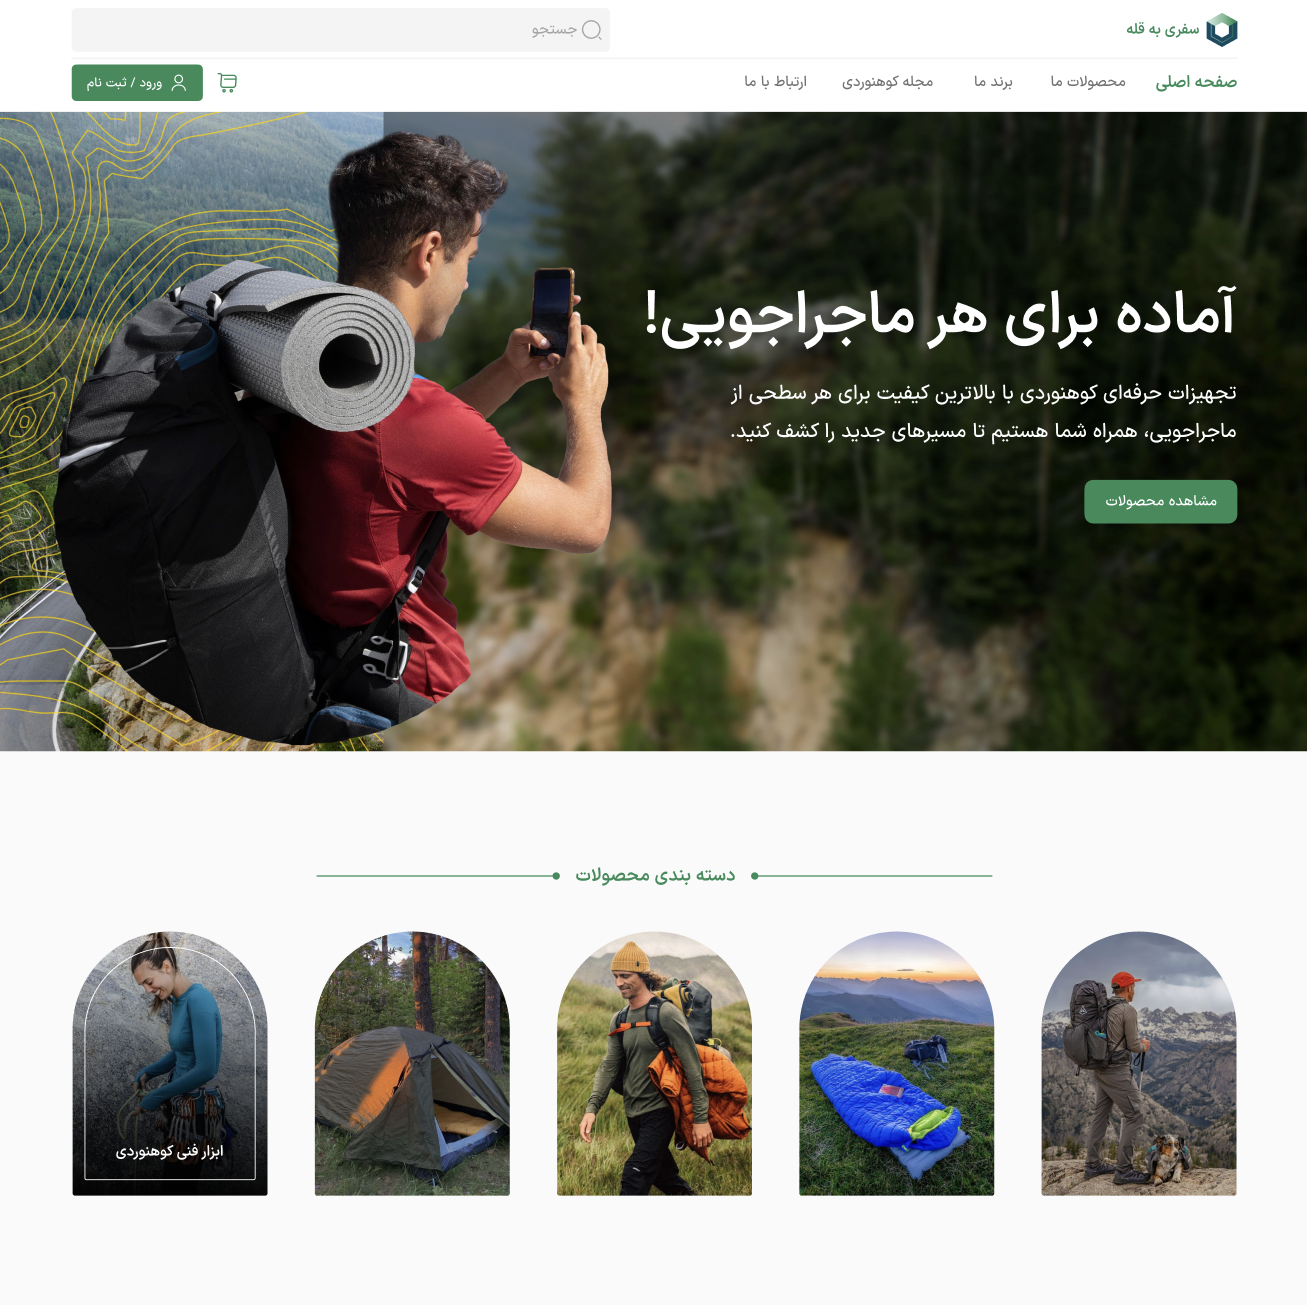 سفری به قله
جستجو
صفحه اصلی
محصولات ما
برند ما
مجله کوهنوردی
ارتباط با ما
ورود / ثبت نام
آماده برای هر ماجراجویی!
تجهیزات حرفه‌ای کوهنوردی با بالاترین کیفیت برای هر سطحی از
ماجراجویی، همراه شما هستیم تا مسیرهای جدید را کشف کنید.
مشاهده محصولات
دسته بندی محصولات
ابزار فنی کوهنوردی